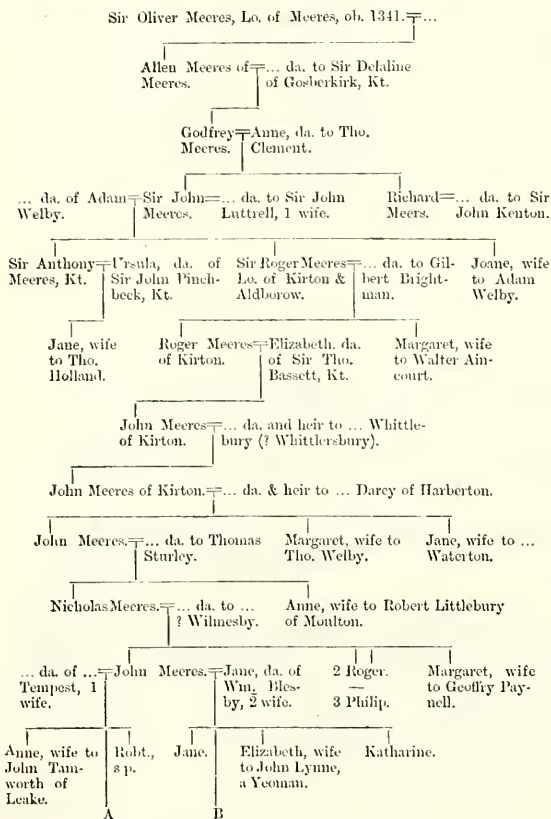 Sir Oliver Meeres, Lo. of Meeres, ob. 1341.=...
Allen Meeres of=... da. to Sir Delaline
Meeres. of Gosberkirk, Kt.
Godfrey=Anne, da. to Tho.
Meeres. Clement.
... da. of Adam=Sir John=... da. to Sir John Richard=... da. to Sir
Welby. Meeres. Luttrell, 1 wife. Meers. John Kenton.
Sir Anthony=Ursula, da. of Sir Roger Meeres=... da. to Gil- Joane, wife
Meeres, Kt. Sir John Pinch- Lo. of Kirton & bert Bright- to Adam
beck, Kt. Aldborow. man. Welby.
Jane, wife Roger Meeres=Elizabeth. da. Margaret, wife
to Tho. of Kirton. of Sir Tho. to Walter Ain-
Holland. Bassett, Kt. court.
John Meeres=... da. and heir to ... Whittle-
of Kirton. bury (? Whittlersbury).
John Meeres of Kirton.=... da. & heir to ... Darcy of Harberton.
John Meeres.=... da. to Thomas Margaret, wife to Jane, wife to ...
Sturley. Tho. Welby. Waterton.
Nicholas Meeres.=... da. to ... Anne, wife to Robert Littlebury
? Wilmesby. of Moulton.
... da. of ...=John Meeres.=Jane, da. of 2 Roger. Margaret, wife
Tempest, 1 Wm. Bles- — to Geoffry Pay-
wife. by, 2 wife. 3 Philip. nell.
Anne, wife to Robt., Jane. Elizabeth, wife Katharine.
John Tam- s p. to John Lynne,
worth of a Yeoman.
Leake.
A B